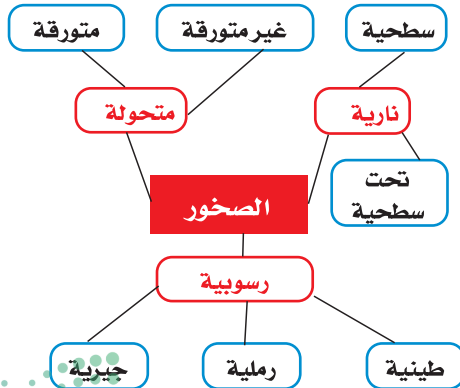 سطحية
غير متورقة
متورقة
نارية
متحولة
تحت
سطحية
الصخور
رسوبية
طينية
رملية
جيرية